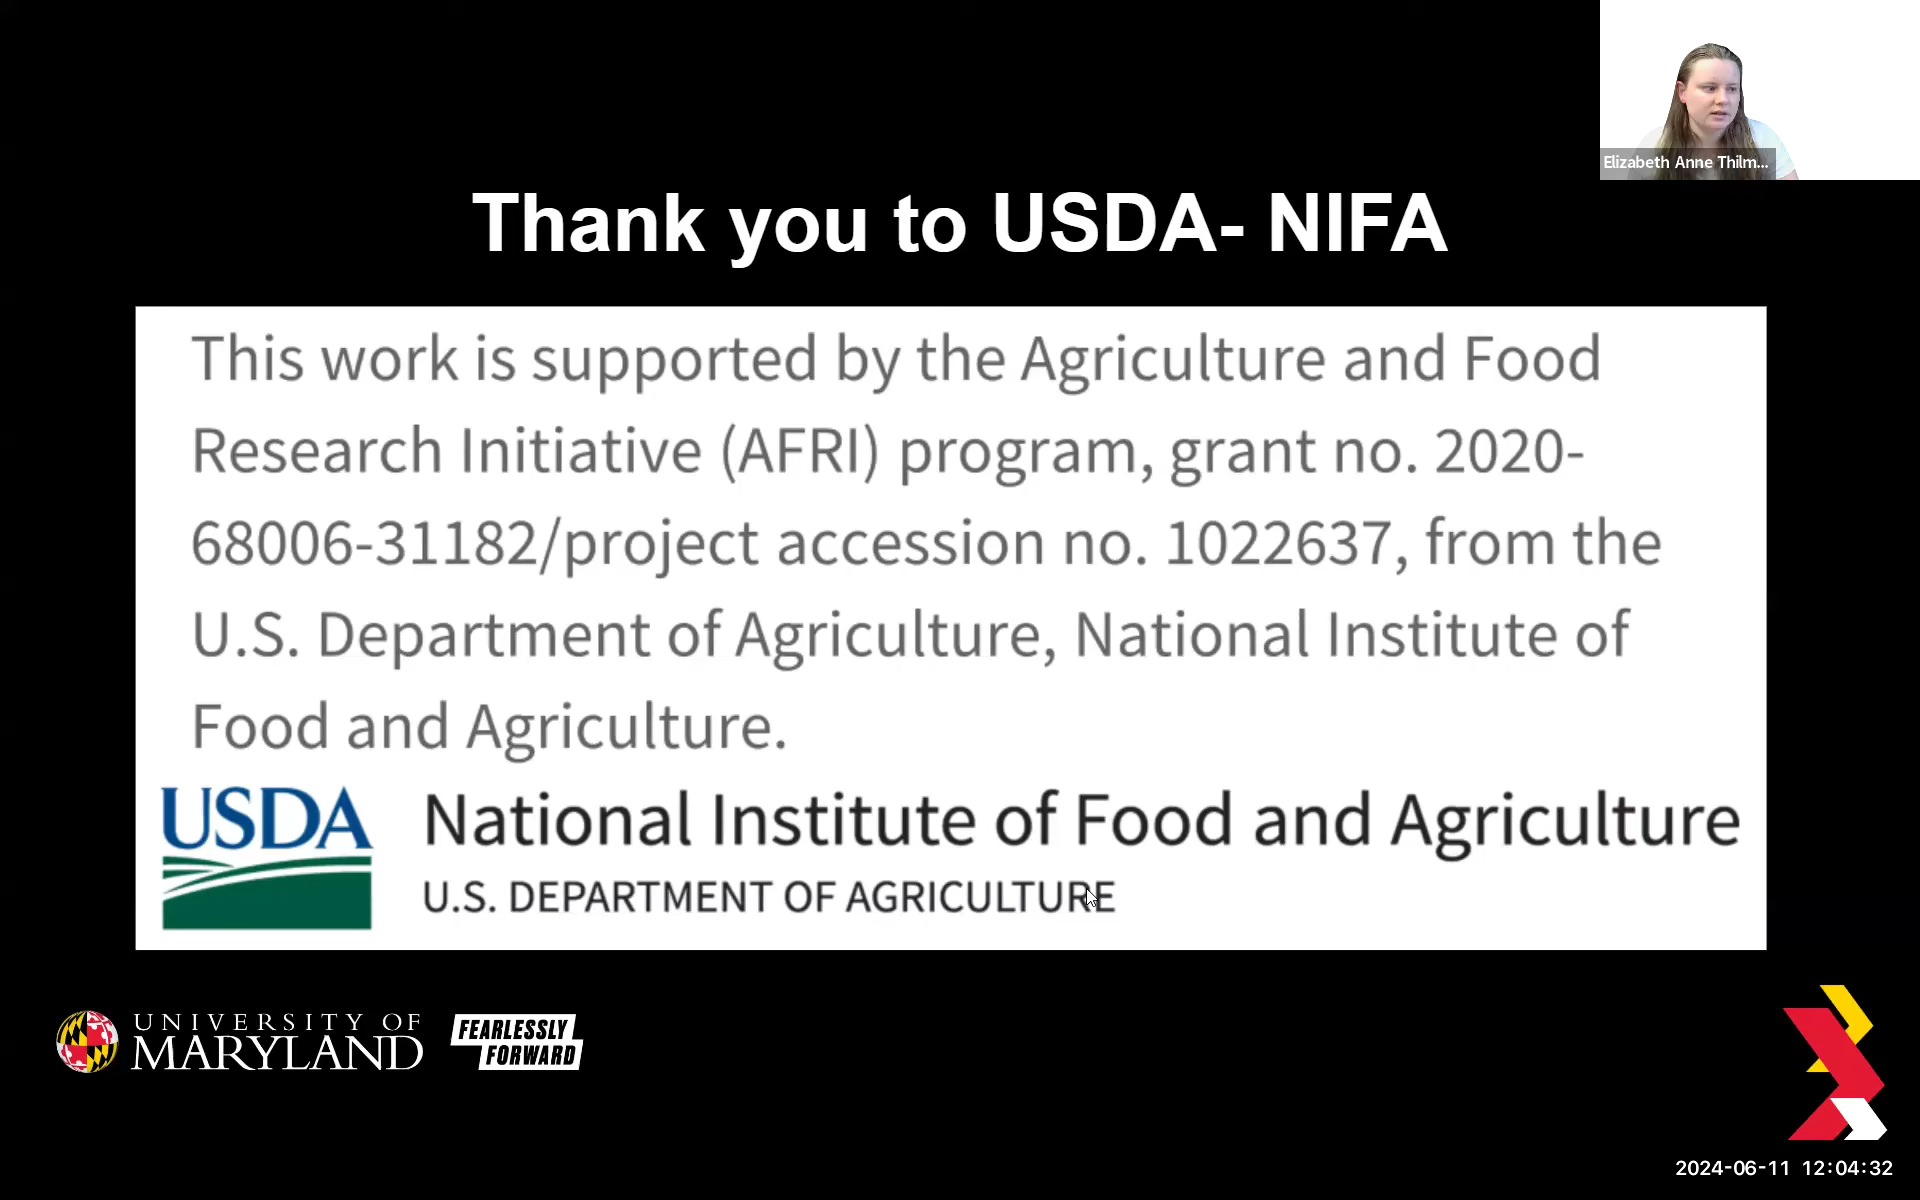 Elizabeth Anne Thilm...
Thank you to USDA- NIFA
This work is supported by the Agriculture and Food
Research Initiative (AFRI) program, grant no. 2020-
68006-31182/project accession no. 1022637, from the
U.S. Department of Agriculture, National Institute of
Food and Agriculture.
USDA
National Institute of Food and Agriculture
U.S. DEPARTMENT OF AGRICULTURE
UNIVERSITY OF
MARYLAND
FEARLESSLY
FORWARD
2024-06-11 12:04:32